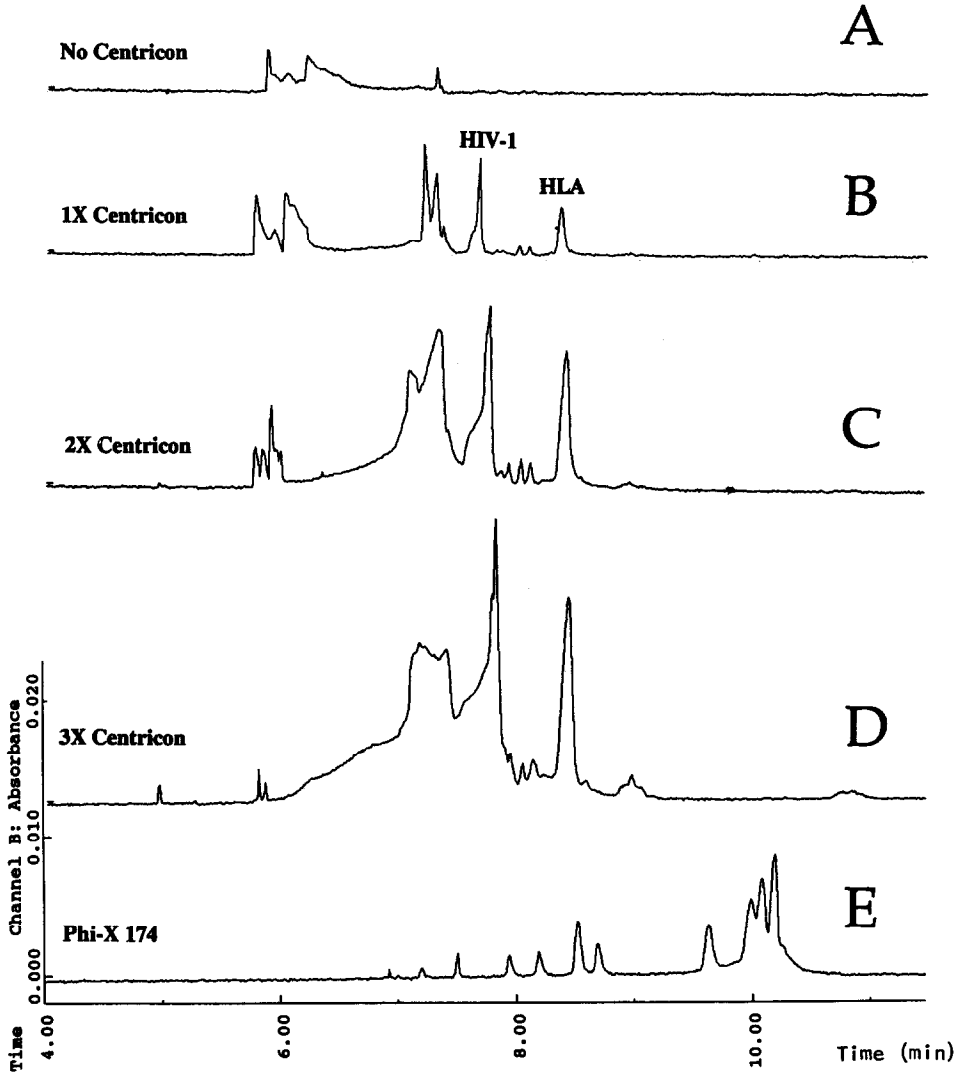 A
No Centricon
HIV-1
HLA
B
1X Centricon
C
2X Centricon
D
3X Centricon
E
Phi-X 174
Channel B: Absorbance
0.020
0.010
0.000
Time
4.00
6.00
8.00
10.00
Time (min)